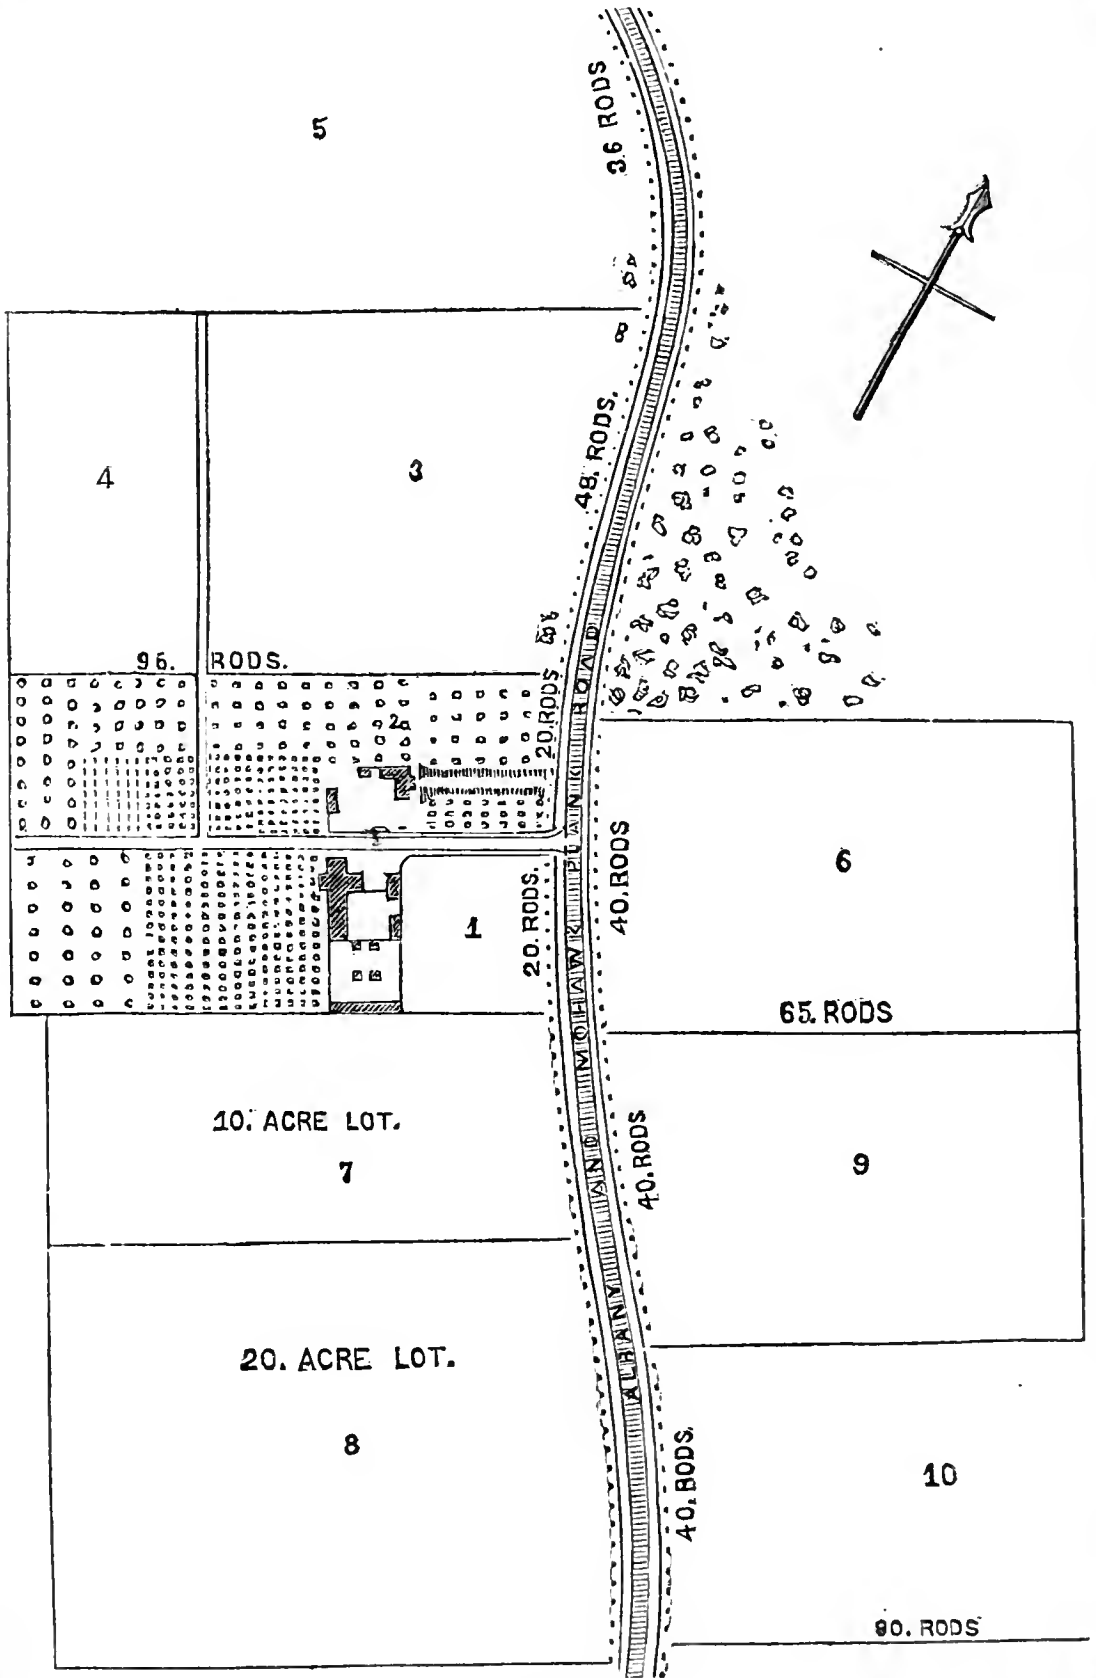 36 RODS
5
8
48. RODS.
4
3
96. RODS.
20. RODS
2
20. RODS.
1
40. RODS
6
65. RODS
10. ACRE LOT.
7
40. RODS
9
20. ACRE LOT.
8
40. RODS.
10
90. RODS
ALBANY AND MOHAWK PLANK ROAD